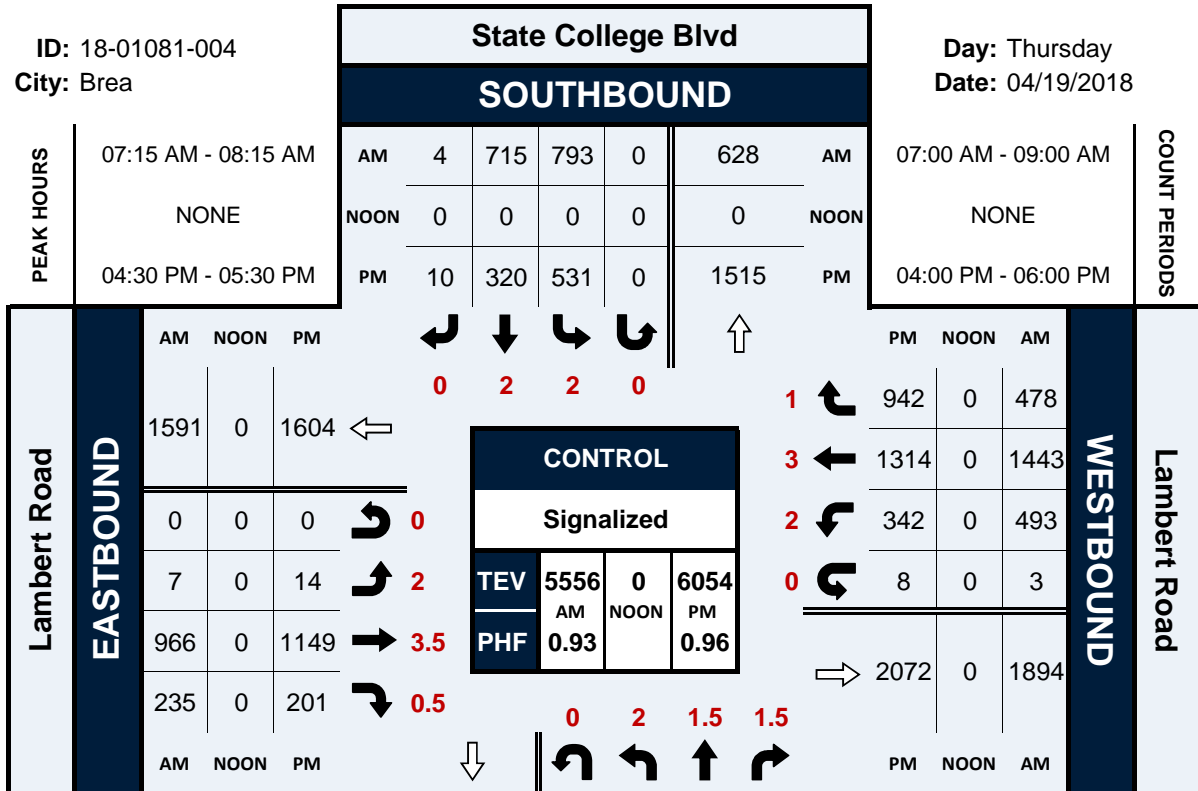 State College Blvd
ID: 18-01081-004
City: Brea
Day: Thursday
Date: 04/19/2018
SOUTHBOUND
PEAK HOURS
07:15 AM - 08:15 AM
NONE
04:30 PM - 05:30 PM
AM 4 715 793 0 628 AM
NOON 0 0 0 0 0 NOON
PM 10 320 531 0 1515 PM
07:00 AM - 09:00 AM
NONE
04:00 PM - 06:00 PM
COUNT PERIODS
0 2 2 0
Lambert Road
EASTBOUND
AM NOON PM
1591 0 1604
0 0 0 0
7 0 14 2
966 0 1149 3.5
235 0 201 0.5
AM NOON PM
CONTROL
Signalized
TEV 5556 0 6054
AM NOON PM
PHF 0.93 0.96
0 2 1.5 1.5
PM NOON AM
1 942 0 478
3 1314 0 1443
2 342 0 493
0 8 0 3
2072 0 1894
PM NOON AM
WESTBOUND
Lambert Road